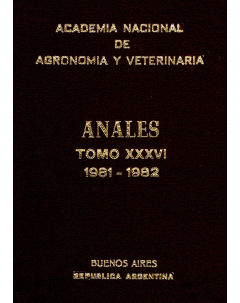 ACADEMIA NACIONAL
DE
AGRONOMIA Y VETERINARIA
ANALES
TOMO XXXVI
1981 - 1982
BUENOS AIRES
REPUBLICA ARGENTINA